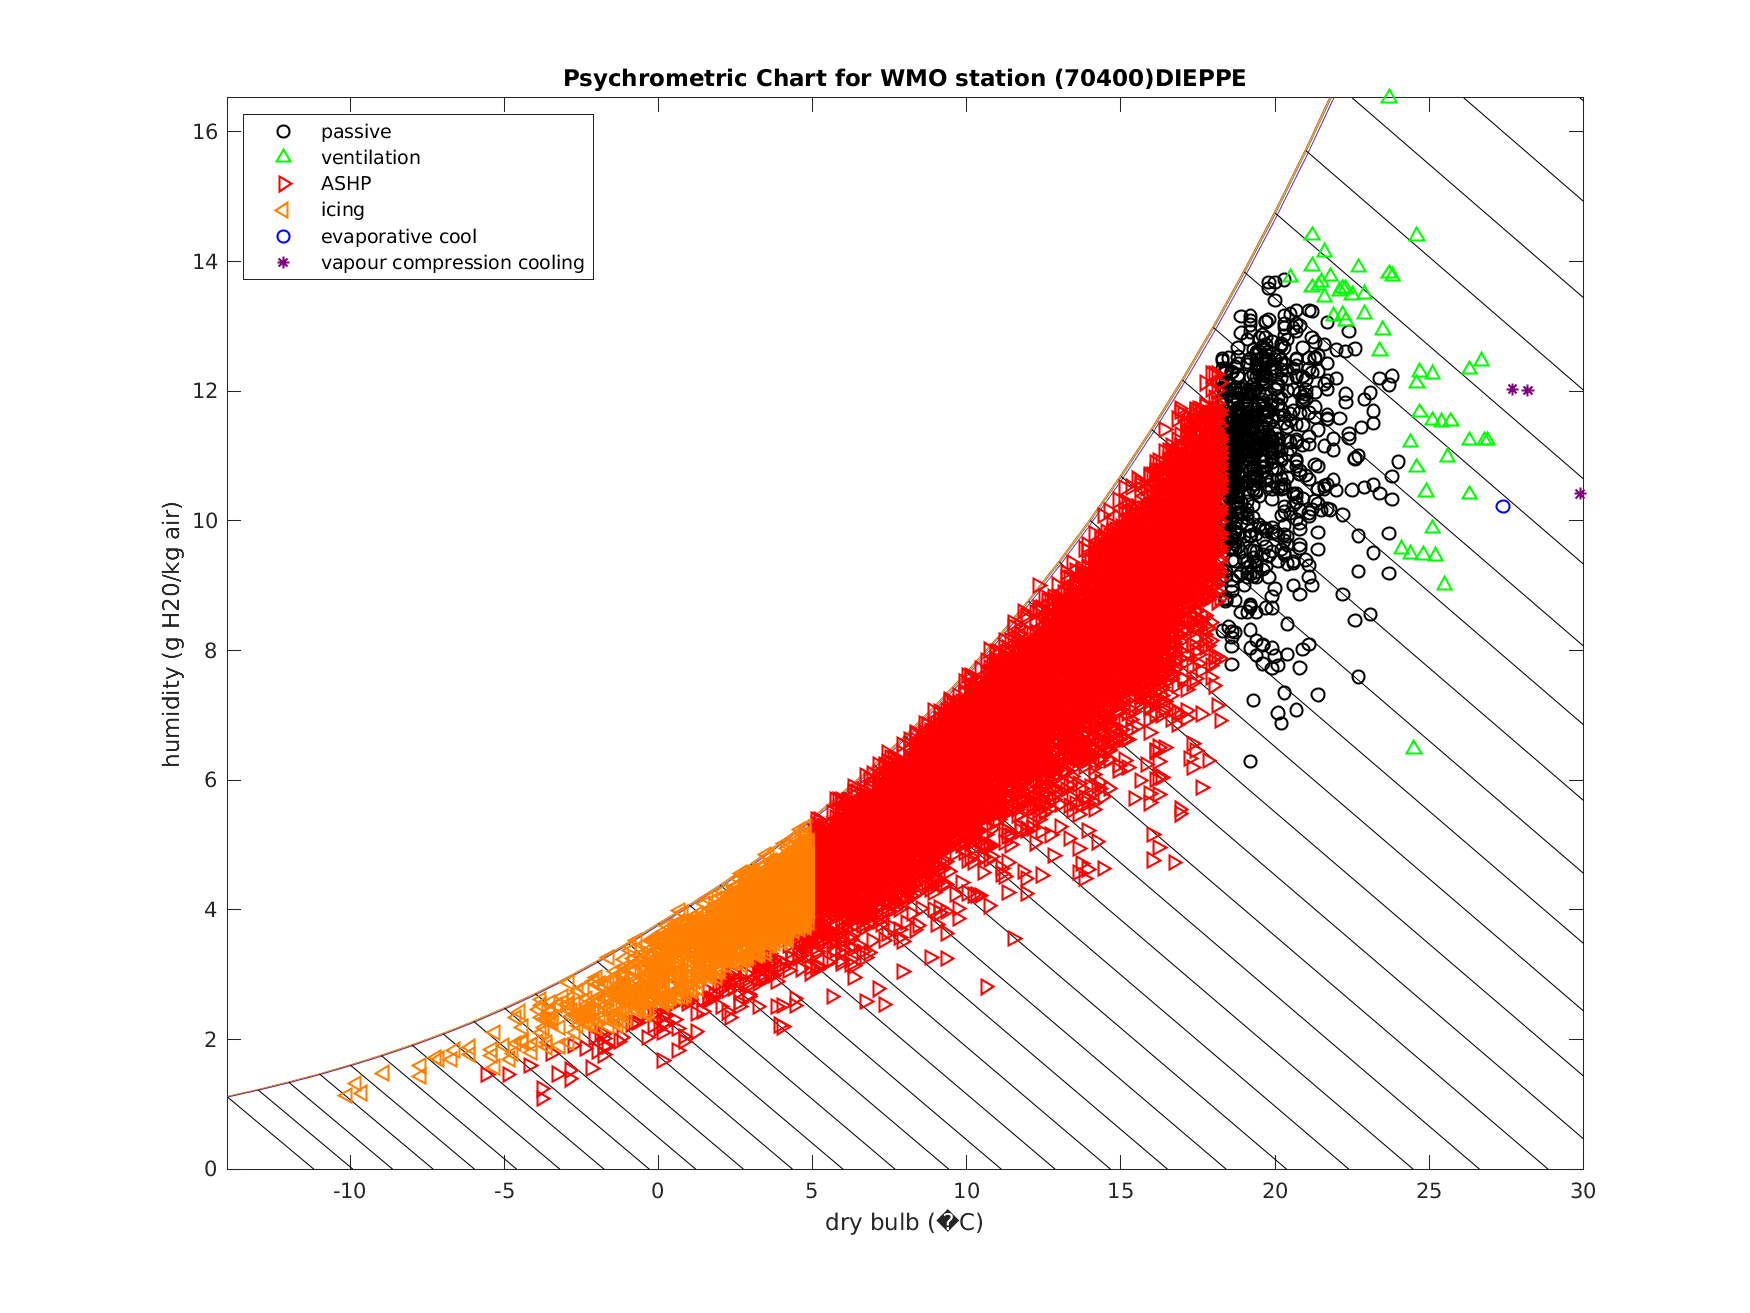 Psychrometric Chart for WMO station (70400)DIEPPE
passive
ventilation
ASHP
icing
evaporative cool
vapour compression cooling
humidity (g H20/kg air)
16
14
12
10
8
6
4
2
0
-10 -5 0 5 10 15 20 25 30
dry bulb (�C)